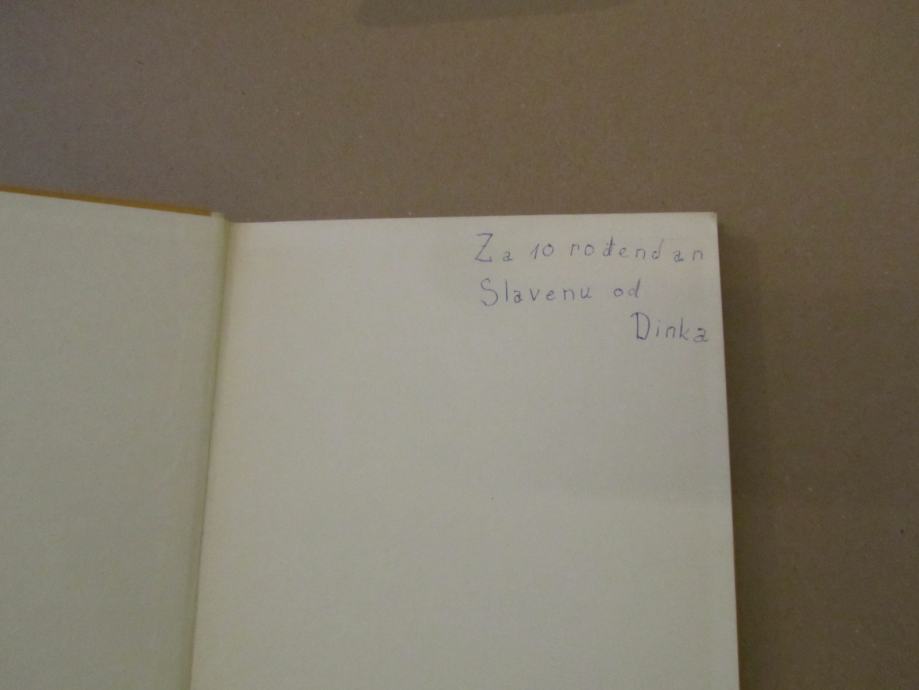 Za 10 rođendan
Slavenu od
Dinka